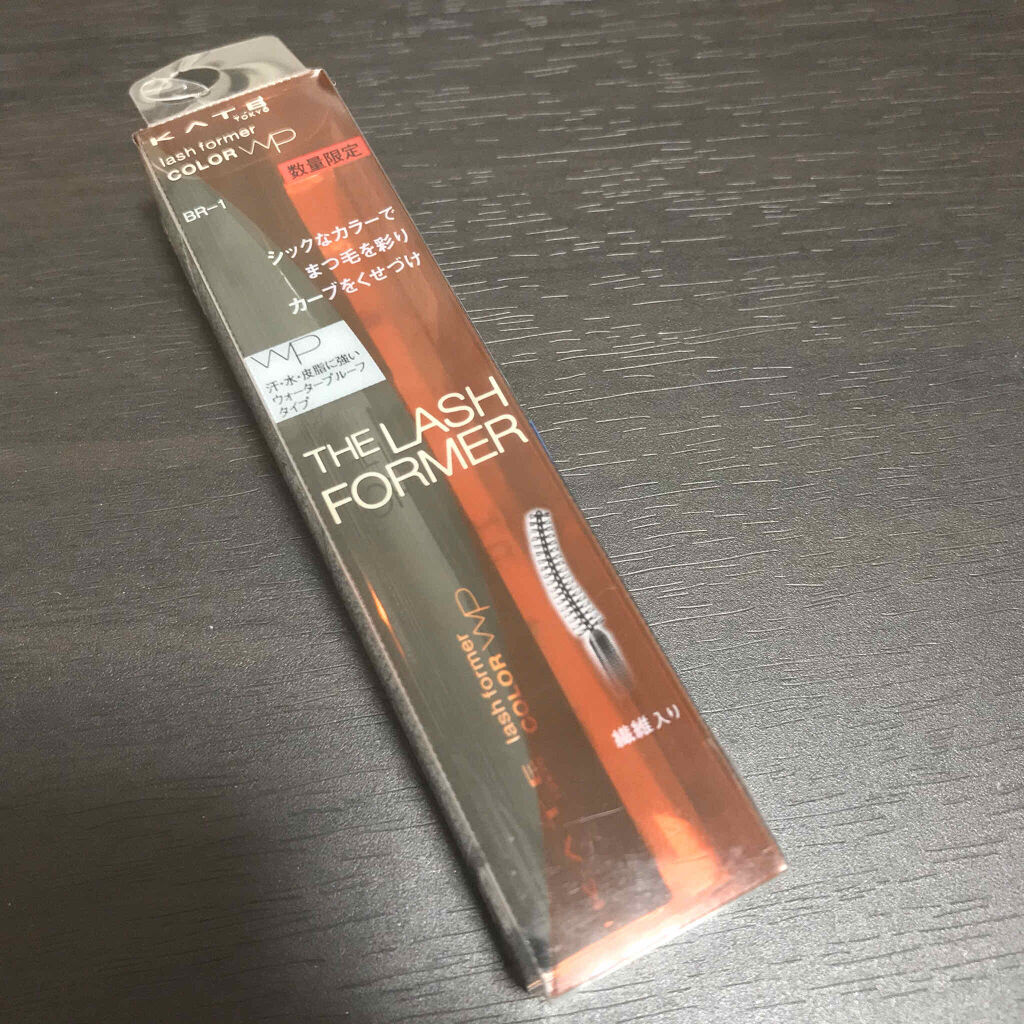 KATE
TOKYO
lash former
COLOR WP
数量限定
BR-1
シックなカラーで
まつ毛を彩り
カーブをくせづけ
WP
汗・水・皮脂に強い
ウォータープルーフ
タイプ
THE LASH
FORMER
lash former
COLOR WP
繊維入り